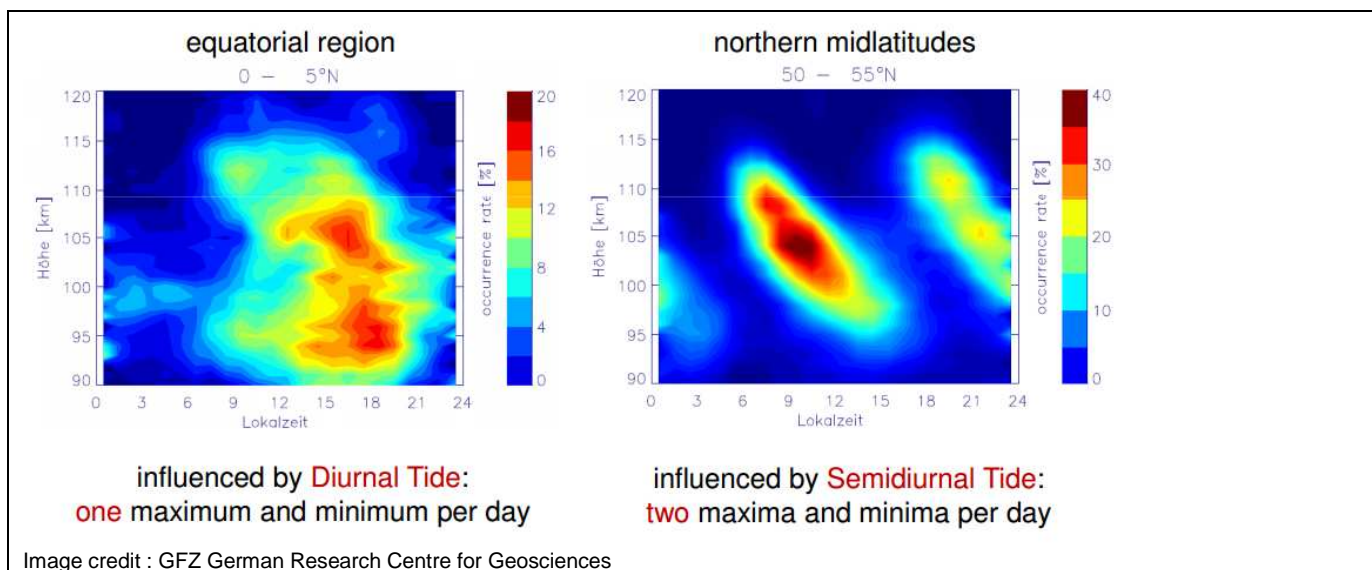 equatorial region
0 – 5°N
120
115
110
105
100
95
90
Höhe [km]
0 3 6 9 12 15 18 21 24
Lokalzeit
20
16
12
8
4
0
occurrence rate [%]
influenced by Diurnal Tide:
one maximum and minimum per day
northern midlatitudes
50 – 55°N
120
115
110
105
100
95
90
Höhe [km]
0 3 6 9 12 15 18 21 24
Lokalzeit
40
30
20
10
0
occurrence rate [%]
influenced by Semidiurnal Tide:
two maxima and minima per day
Image credit : GFZ German Research Centre for Geosciences